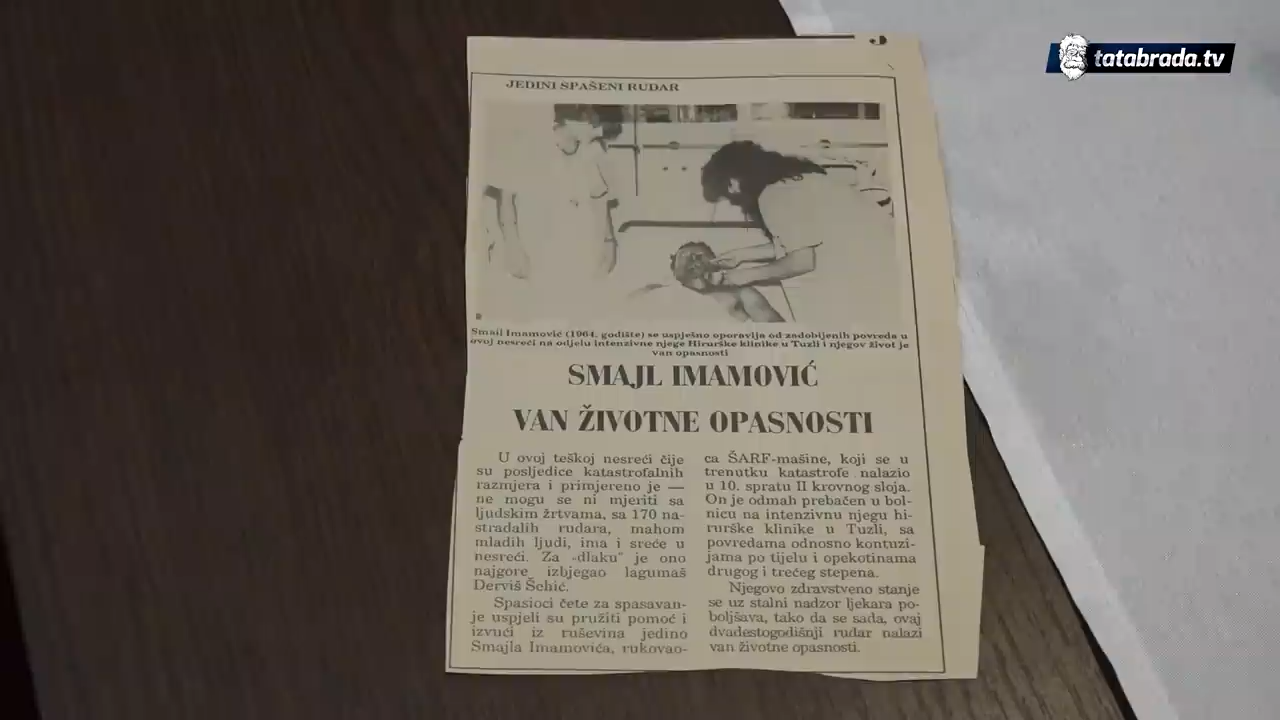 tatabrada.tv
JEDINI SPAŠENI RUDAR
Smail Imamović (1964. godište) se uspješno oporavlja od zadobijenih povreda u
ovoj nesreći na odjelu intenzivne njege Hirurške klinike u Tuzli i njegov život je
van opasnosti
SMAJL IMAMOVIĆ
VAN ŽIVOTNE OPASNOSTI
U ovoj teškoj nesreći čije
su posljedice katastrofalnih
razmjera i primjereno je —
ne mogu se ni mjeriti sa
ljudskim žrtvama, sa 170 na-
stradalih rudara, mahom
mladih ljudi, ima i sreće u
nesreći. Za „dlaku" je ono
najgore izbjegao lagumaš
Derviš Šehić.
Spasioci čete za spasavan-
je uspjeli su pružiti pomoć i
izvući iz ruševina jedino
Smajla Imamovića, rukovao-
ca ŠARF-mašine, koji se u
trenutku katastrofe nalazio
u 10. spratu II krovnog sloja.
On je odmah prebačen u bol-
nicu na intenzivnu njegu hi-
rurške klinike u Tuzli, sa
povredama odnosno kontuzi-
jama po tijelu i opekotinama
drugog i trećeg stepena.
Njegovo zdravstveno stanje
se uz stalni nadzor ljekara po-
boljšava, tako da se sada, ovaj
dvadestogodišnji rudar nalazi
van životne opasnosti.